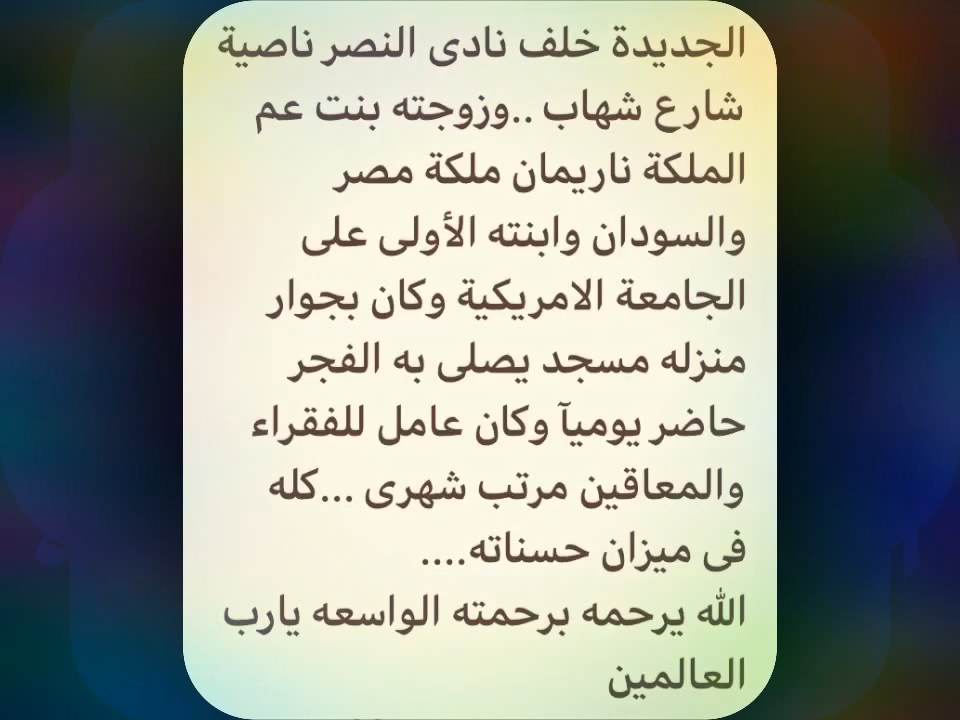 الجديدة خلف نادى النصر ناصية
شارع شهاب ..وزوجته بنت عم
الملكة ناريمان ملكة مصر
والسودان وابنته الأولى على
الجامعة الامريكية وكان بجوار
منزله مسجد يصلى به الفجر
حاضر يوميآ وكان عامل للفقراء
والمعاقين مرتب شهرى ...كله
فى ميزان حسناته....
الله يرحمه برحمته الواسعه يارب
العالمين